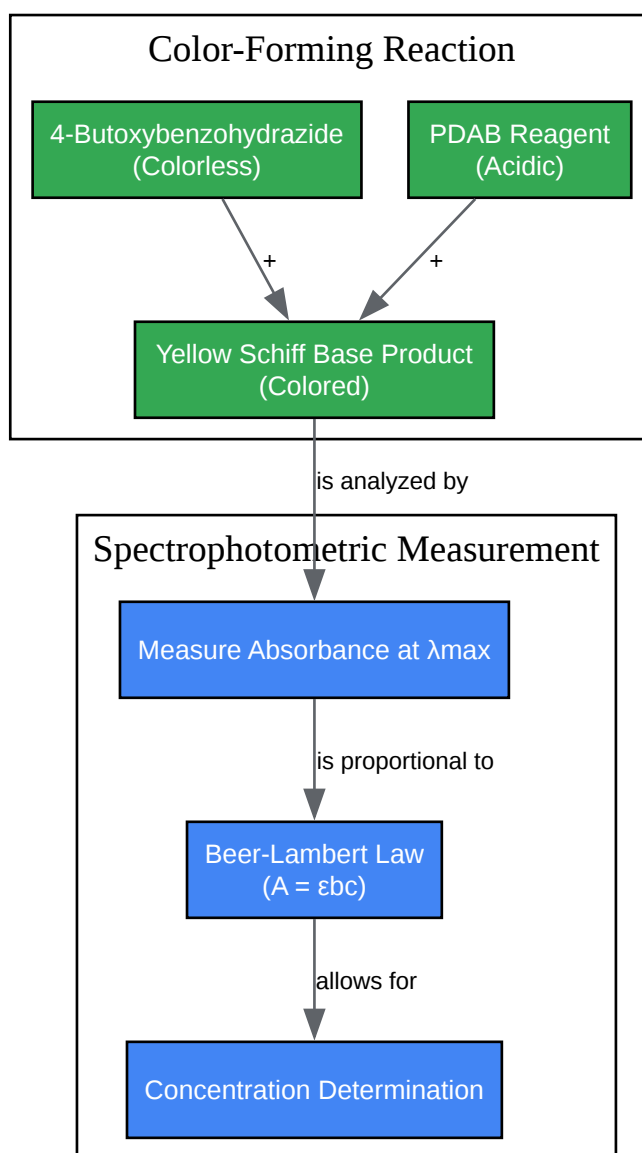 Color-Forming Reaction
4-Butoxybenzohydrazide
(Colorless)
PDAB Reagent
(Acidic)
+
+
Yellow Schiff Base Product
(Colored)
is analyzed by
Spectrophotometric Measurement
Measure Absorbance at λmax
is proportional to
Beer-Lambert Law
(A = εbc)
allows for
Concentration Determination